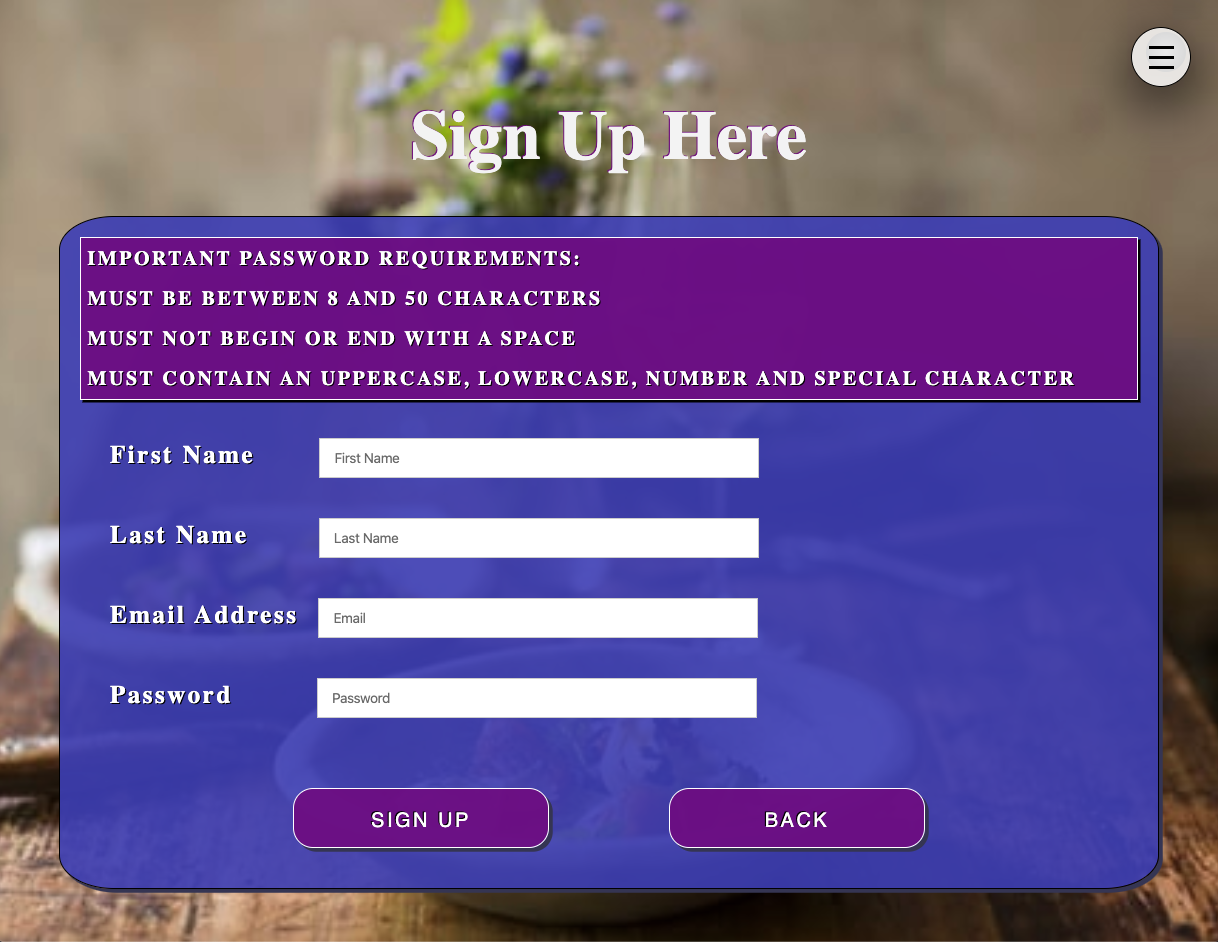 Sign Up Here
IMPORTANT PASSWORD REQUIREMENTS:
MUST BE BETWEEN 8 AND 50 CHARACTERS
MUST NOT BEGIN OR END WITH A SPACE
MUST CONTAIN AN UPPERCASE, LOWERCASE, NUMBER AND SPECIAL CHARACTER
First Name First Name
Last Name Last Name
Email Address Email
Password Password
SIGN UP BACK